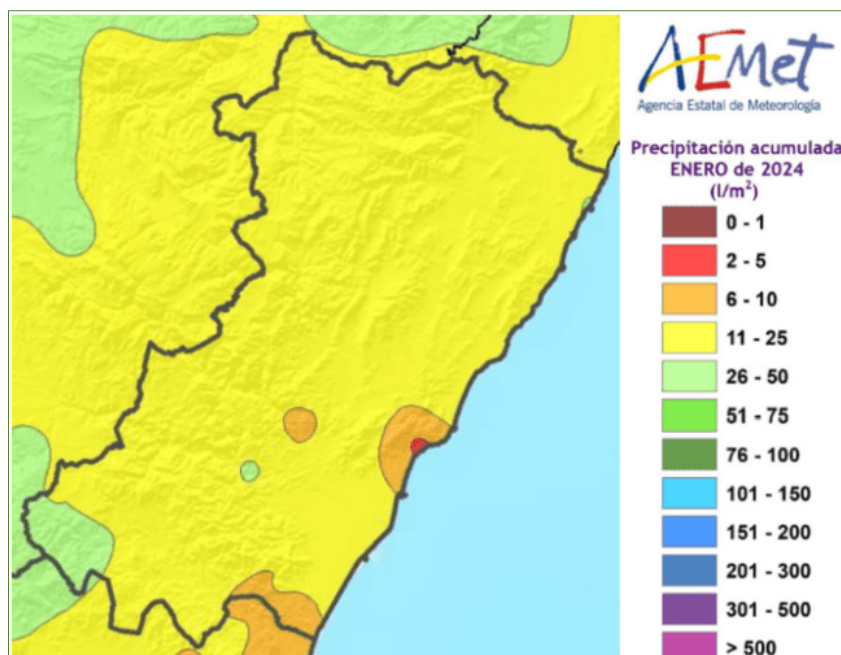 AEMet
Agencia Estatal de Meteorología
Precipitación acumulada
ENERO de 2024
(l/m²)
0 - 1
2 - 5
6 - 10
11 - 25
26 - 50
51 - 75
76 - 100
101 - 150
151 - 200
201 - 300
301 - 500
> 500